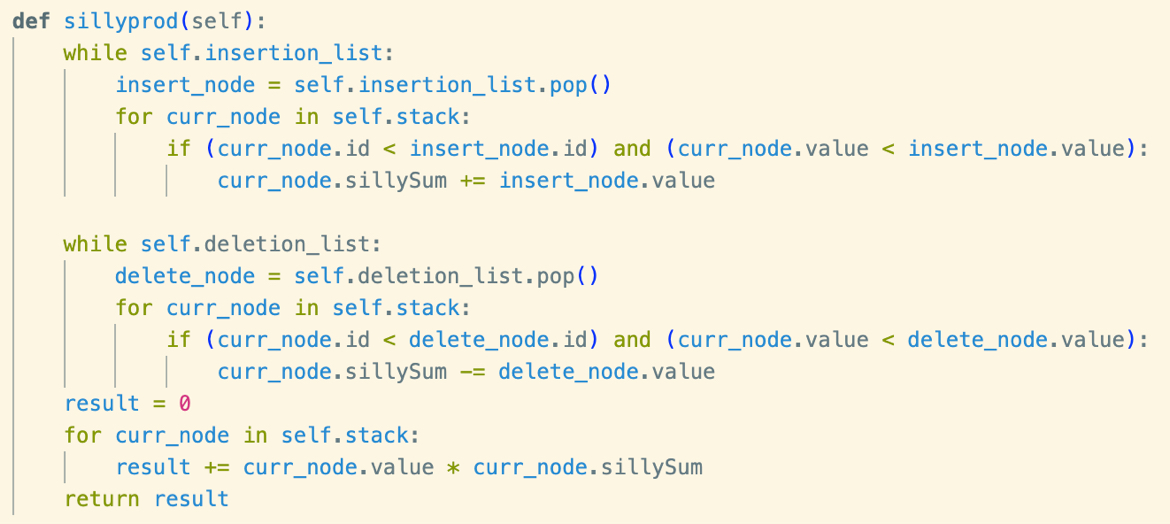 def sillyprod(self):
    while self.insertion_list:
        insert_node = self.insertion_list.pop()
        for curr_node in self.stack:
            if (curr_node.id < insert_node.id) and (curr_node.value < insert_node.value):
                curr_node.sillySum += insert_node.value

    while self.deletion_list:
        delete_node = self.deletion_list.pop()
        for curr_node in self.stack:
            if (curr_node.id < delete_node.id) and (curr_node.value < delete_node.value):
                curr_node.sillySum -= delete_node.value
    result = 0
    for curr_node in self.stack:
        result += curr_node.value * curr_node.sillySum
    return result